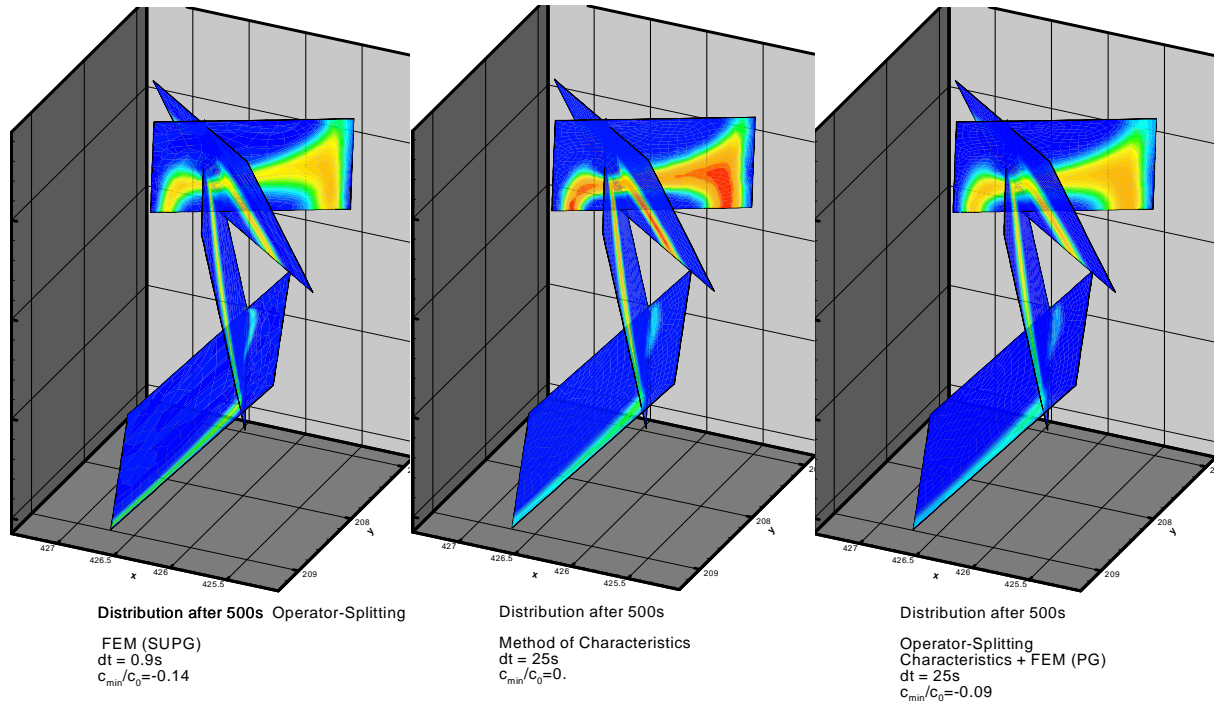 427
426.5
426
425.5
x
208
209
y
Distribution after 500s Operator-Splitting
FEM (SUPG)
dt = 0.9s
cmin/c0=-0.14
427
426.5
426
425.5
x
208
209
y
Distribution after 500s
Method of Characteristics
dt = 25s
cmin/c0=0.
427
426.5
426
425.5
x
208
209
y
Distribution after 500s
Operator-Splitting
Characteristics + FEM (PG)
dt = 25s
cmin/c0=-0.09